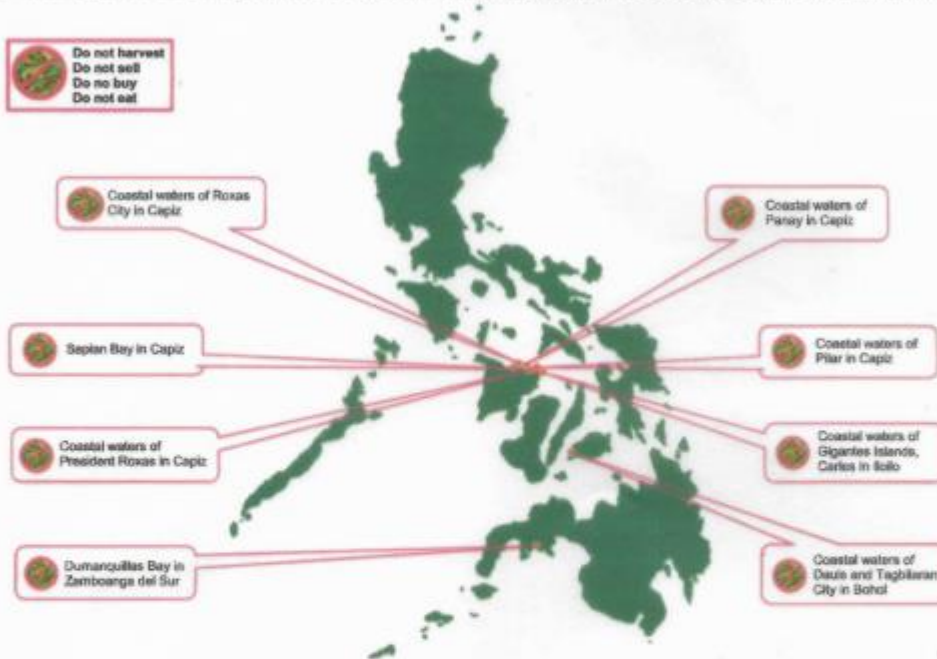 Do not harvest
Do not sell
Do no buy
Do not eat
Coastal waters of Roxas
City in Capiz
Coastal waters of
Panay in Capiz
Sapian Bay in Capiz
Coastal waters of
Pilar in Capiz
Coastal waters of
President Roxas in Capiz
Coastal waters of
Gigantes Islands,
Carles in Iloilo
Dumanquillas Bay in
Zamboanga del Sur
Coastal waters of
Dauis and Tagbilaran
City in Bohol